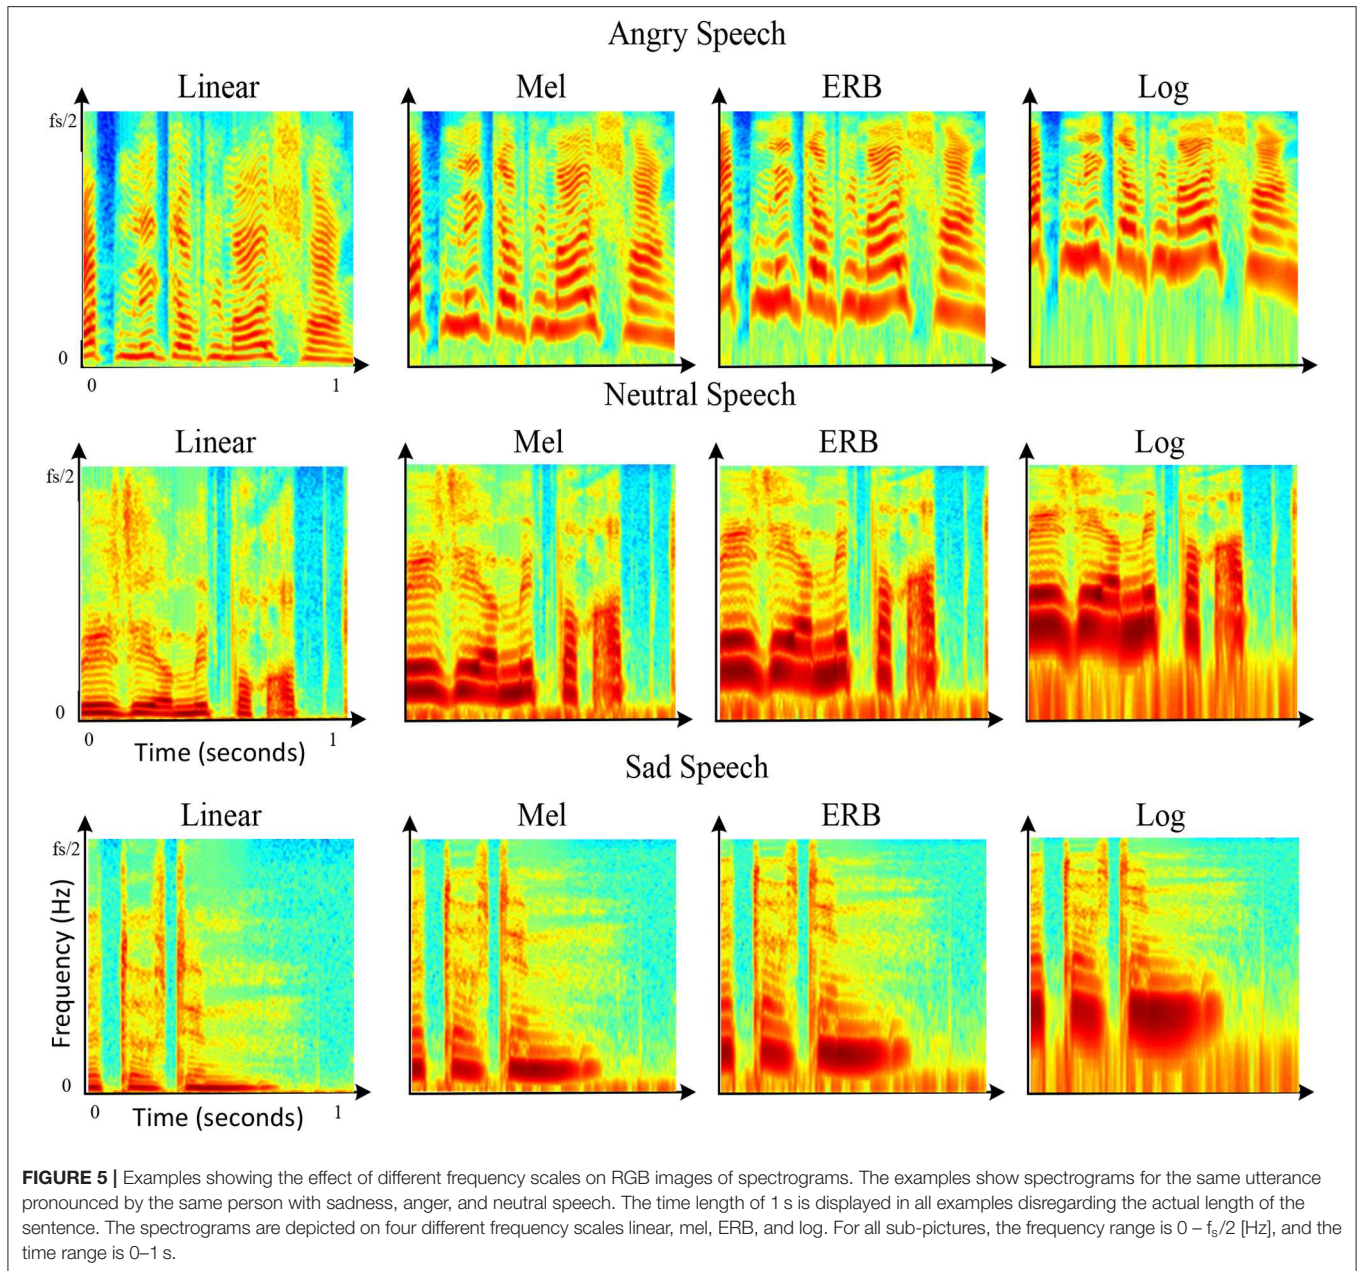 Angry Speech
Linear Mel ERB Log
fs/2
0
0 1
Neutral Speech
Linear Mel ERB Log
fs/2
0
0 1
Time (seconds)
Sad Speech
Linear Mel ERB Log
fs/2
Frequency (Hz)
0
0 1
Time (seconds)
FIGURE 5 | Examples showing the effect of different frequency scales on RGB images of spectrograms. The examples show spectrograms for the same utterance
pronounced by the same person with sadness, anger, and neutral speech. The time length of 1 s is displayed in all examples disregarding the actual length of the
sentence. The spectrograms are depicted on four different frequency scales linear, mel, ERB, and log. For all sub-pictures, the frequency range is 0 – fₛ/2 [Hz], and the
time range is 0–1 s.